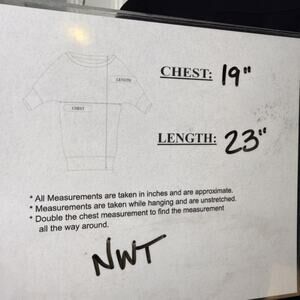 LENGTH
CHEST
CHEST: 19"
LENGTH: 23"
* All Measurements are taken in inches and are approximate.
* Measurements are taken while hanging and are unstretched.
* Double the chest measurement to find the measurement
all the way around.
NWT